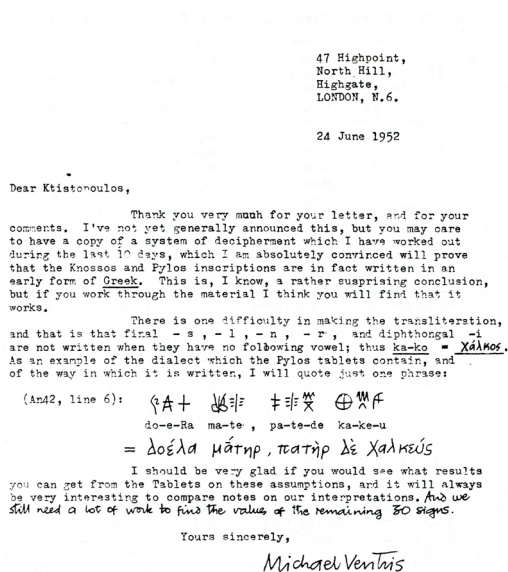 47 Highpoint,
North Hill,
Highgate,
LONDON, N.6.
24 June 1952
Dear Ktistopoulos,
Thank you very much for your letter, and for your
comments. I've not yet generally announced this, but you may care
to have a copy of a system of decipherment which I have worked out
during the last 10 days, which I am absolutely convinced will prove
that the Knossos and Pylos inscriptions are in fact written in an
early form of Greek. This is, I know, a rather susprising conclusion,
but if you work through the material I think you will find that it
works.
There is one difficulty in making the transliteration,
and that is that final - s , - l , - n , - r , and diphthongal -i
are not written when they have no following vowel; thus ka-ko = χαλκος.
As an example of the dialect which the Pylos tablets contain, and
of the way in which it is written, I will quote just one phrase:
(An42, line 6):
do-e-Ra ma-te , pa-te-de ka-ke-u
= δοέλα μάτηρ, πατὴρ δὲ χαλκεύς
I should be very glad if you would see what results
you can get from the Tablets on these assumptions, and it will always
be very interesting to compare notes on our interpretations. And we
still need a lot of work to find the values of the remaining 30 signs.
Yours sincerely,
Michael Ventris